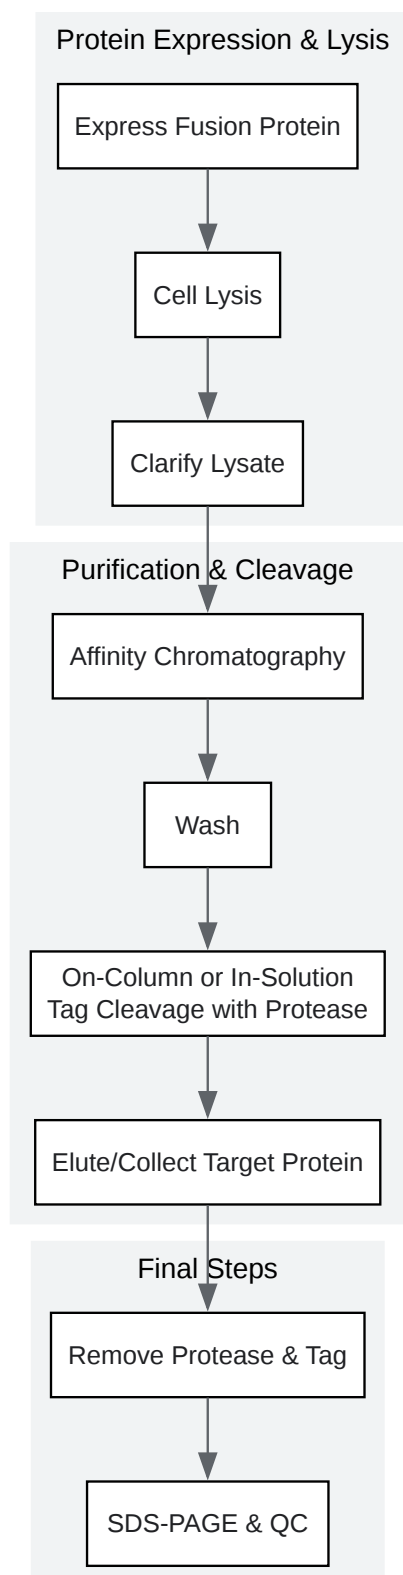 Protein Expression & Lysis
Express Fusion Protein
Cell Lysis
Clarify Lysate
Purification & Cleavage
Affinity Chromatography
Wash
On-Column or In-Solution
Tag Cleavage with Protease
Elute/Collect Target Protein
Final Steps
Remove Protease & Tag
SDS-PAGE & QC